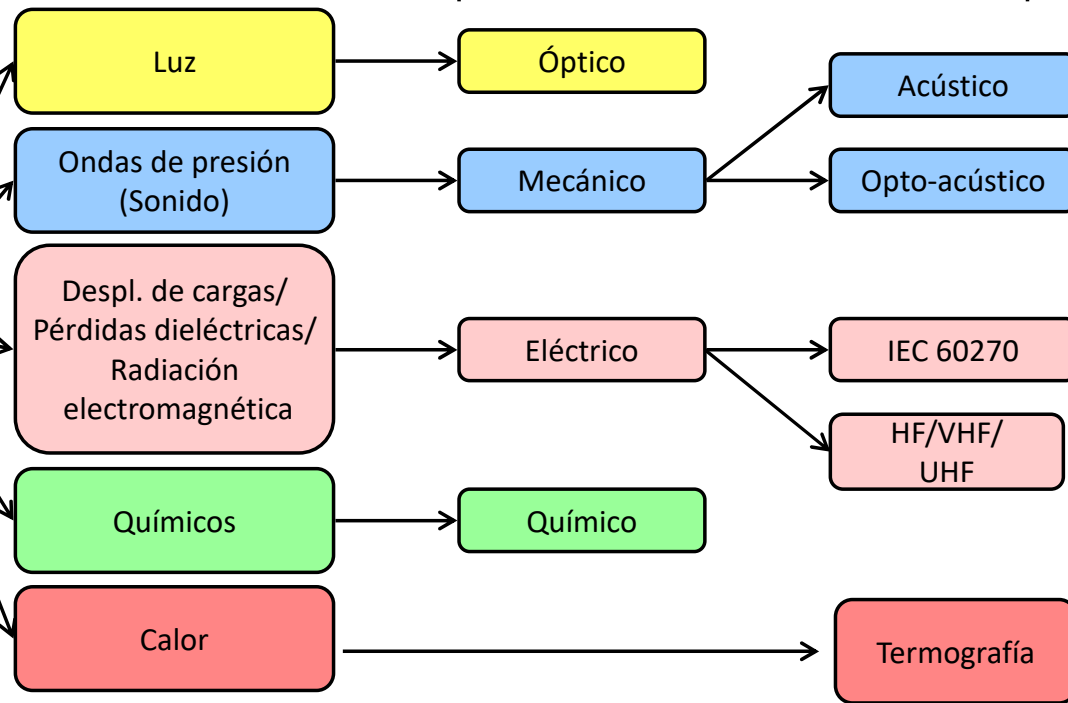 Luz
Óptico
Acústico
Ondas de presión
(Sonido)
Mecánico
Opto-acústico
Despl. de cargas/
Pérdidas dieléctricas/
Radiación
electromagnética
Eléctrico
IEC 60270
HF/VHF/
UHF
Químicos
Químico
Calor
Termografía